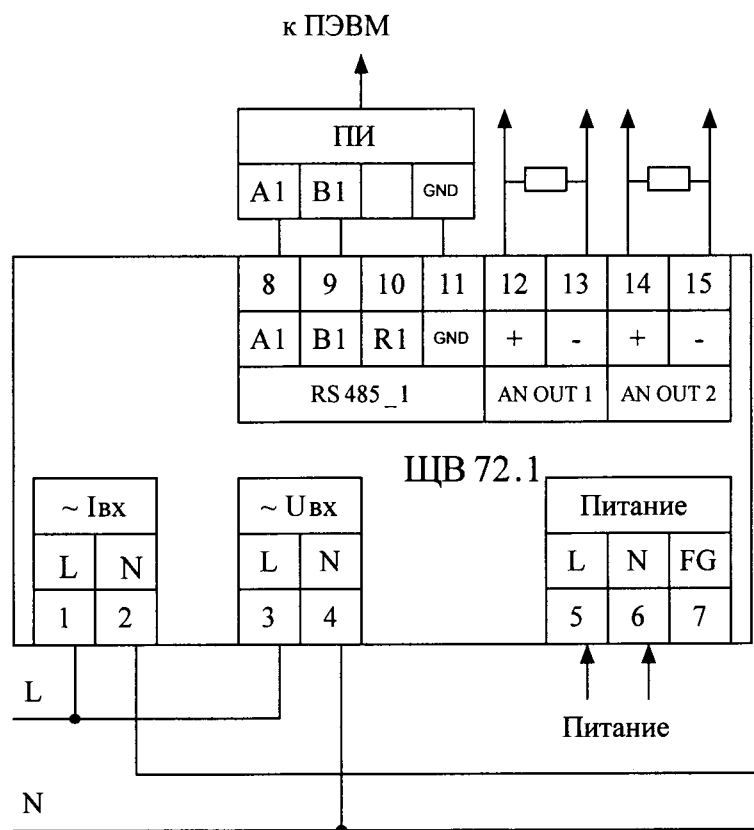 к ПЭВМ
ПИ
A1 B1 GND
8 9 10 11 12 13 14 15
A1 B1 R1 GND + - + -
RS 485_1 AN OUT 1 AN OUT 2
ЩВ 72.1
~ Iвх ~ Uвх Питание
L N L N L N FG
1 2 3 4 5 6 7
L
Питание
N